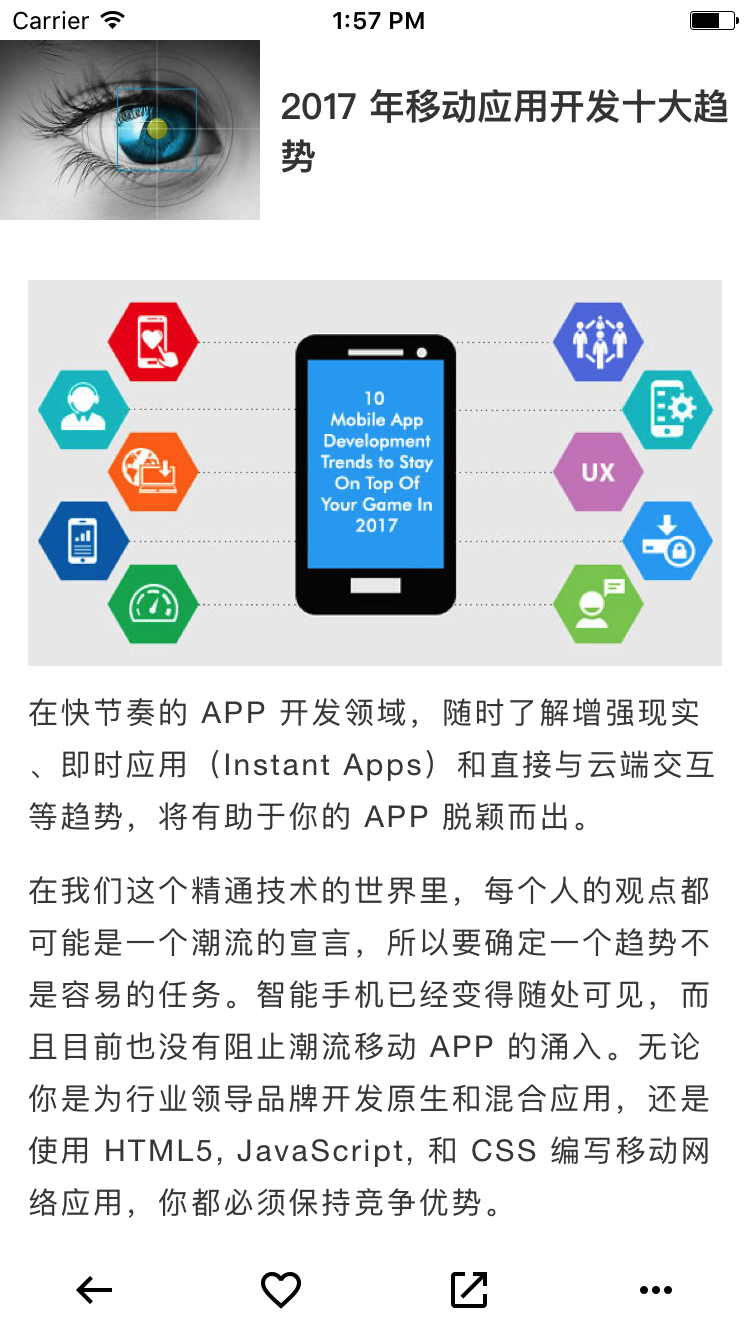 Carrier 1:57 PM
2017 年移动应用开发十大趋
势
10
Mobile App
Development
Trends to Stay
On Top Of
Your Game In
2017
UX
在快节奏的 APP 开发领域，随时了解增强现实
、即时应用（Instant Apps）和直接与云端交互
等趋势，将有助于你的 APP 脱颖而出。
在我们这个精通技术的世界里，每个人的观点都
可能是一个潮流的宣言，所以要确定一个趋势不
是容易的任务。智能手机已经变得随处可见，而
且目前也没有阻止潮流移动 APP 的涌入。无论
你是为行业领导品牌开发原生和混合应用，还是
使用 HTML5, JavaScript, 和 CSS 编写移动网
络应用，你都必须保持竞争优势。